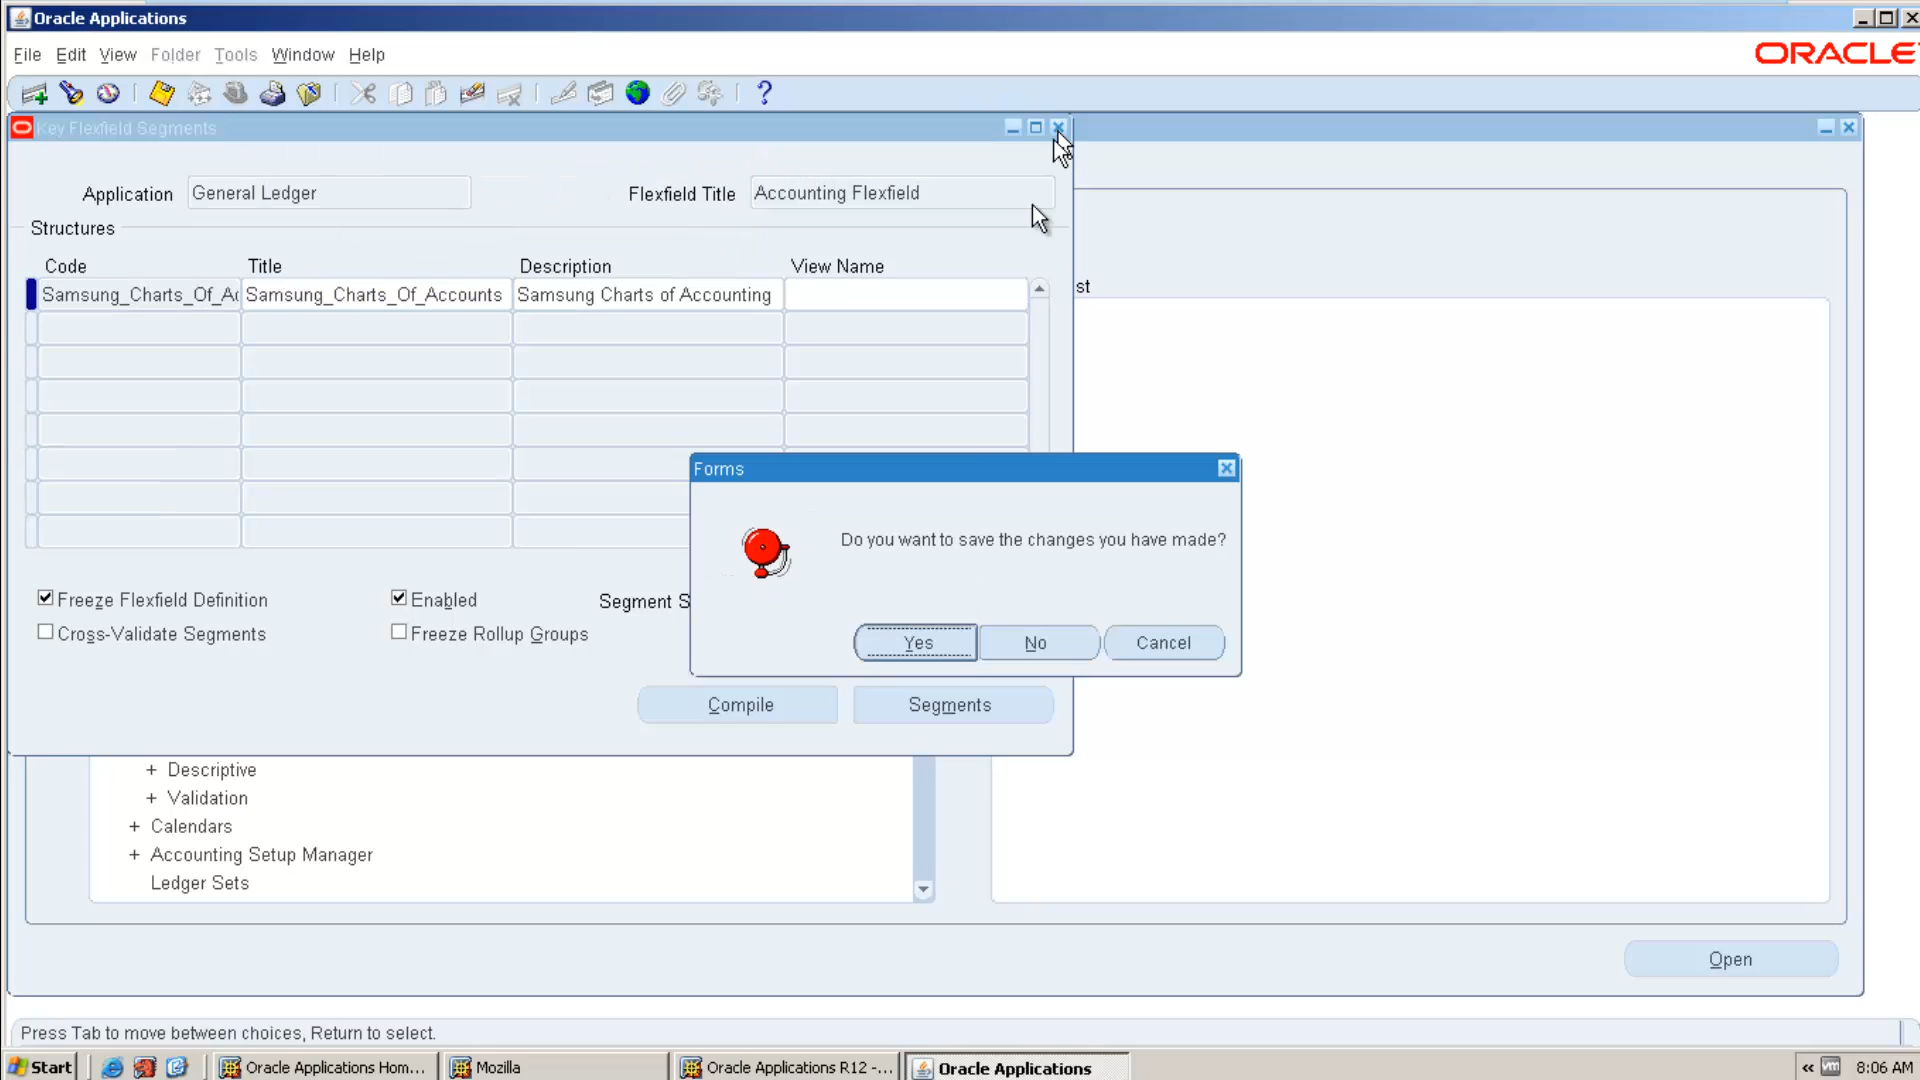 Oracle Applications
File Edit View Folder Tools Window Help
ORACLE
Key Flexfield Segments
Application General Ledger Flexfield Title Accounting Flexfield
Structures
Code Title Description View Name
Samsung_Charts_Of_Ac Samsung_Charts_Of_Accounts Samsung Charts of Accounting
st
Forms
Do you want to save the changes you have made?
Yes No Cancel
Freeze Flexfield Definition Enabled Segment S
Cross-Validate Segments Freeze Rollup Groups
Compile Segments
+ Descriptive
+ Validation
+ Calendars
+ Accounting Setup Manager
Ledger Sets
Open
Press Tab to move between choices, Return to select.
Start Oracle Applications Hom... Mozilla Oracle Applications R12 -... Oracle Applications « 8:06 AM